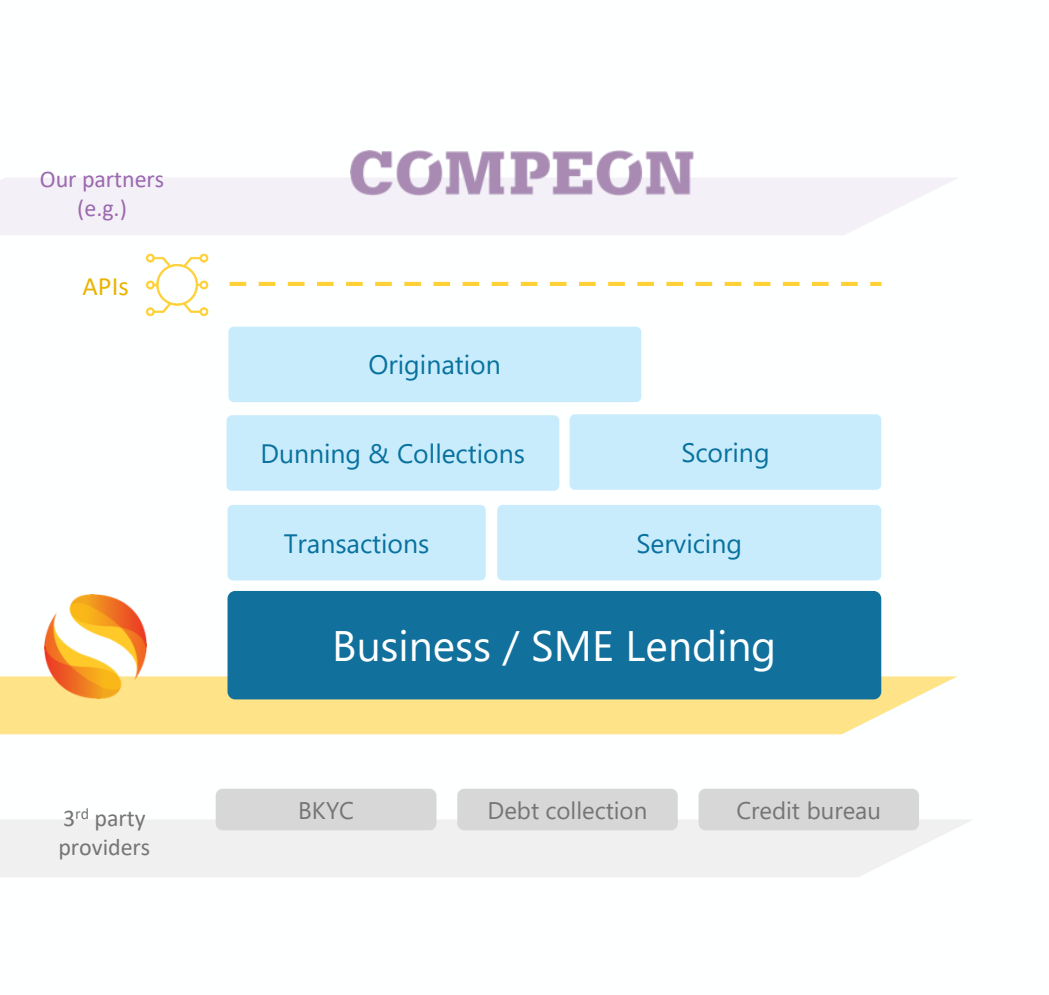 COMPEON
Our partners
(e.g.)
APIs
Origination
Dunning & Collections
Scoring
Transactions
Servicing
Business / SME Lending
3rd party
providers
BKYC
Debt collection
Credit bureau